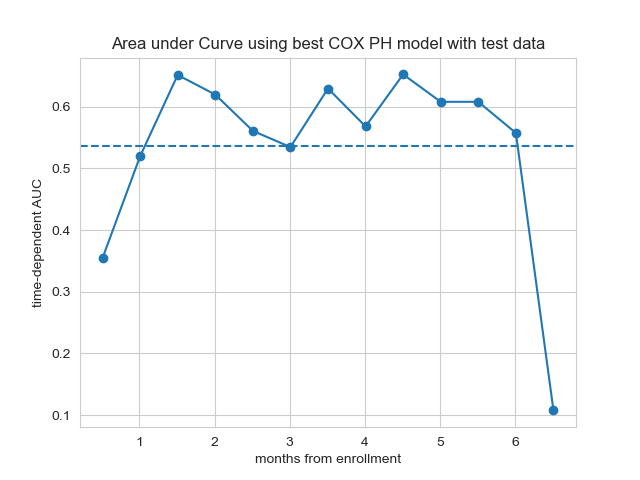 Area under Curve using best COX PH model with test data
time-dependent AUC
0.6
0.5
0.4
0.3
0.2
0.1
1 2 3 4 5 6
months from enrollment